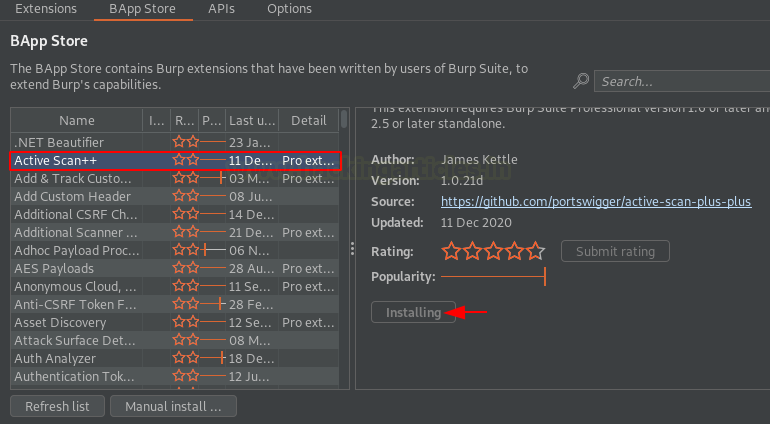 Extensions BApp Store APIs Options
BApp Store
The BApp Store contains Burp extensions that have been written by users of Burp Suite, to
extend Burp's capabilities.
Search...
Name I... R... P... Last u... Detail
.NET Beautifier 23 Ja...
Active Scan++ 11 De... Pro ext...
Add & Track Custo... 03 M... Pro ext...
Add Custom Header 08 Ju...
Additional CSRF Ch... 14 De...
Additional Scanner ... 21 De... Pro ext...
Adhoc Payload Proc... 06 N...
AES Payloads 28 Au... Pro ext...
Anonymous Cloud, ... 11 Se... Pro ext...
Anti-CSRF Token F... 28 Fe...
Asset Discovery 12 Se... Pro ext...
Attack Surface Det... 08 M...
Auth Analyzer 18 De...
Authentication Tok... 12 Ju...
Refresh list Manual install ...
This extension requires Burp Suite Professional version 1.6 or later and
2.5 or later standalone.
Author: James Kettle
Version: 1.0.21d
Source: https://github.com/portswigger/active-scan-plus-plus
Updated: 11 Dec 2020
Rating: Submit rating
Popularity:
Installing